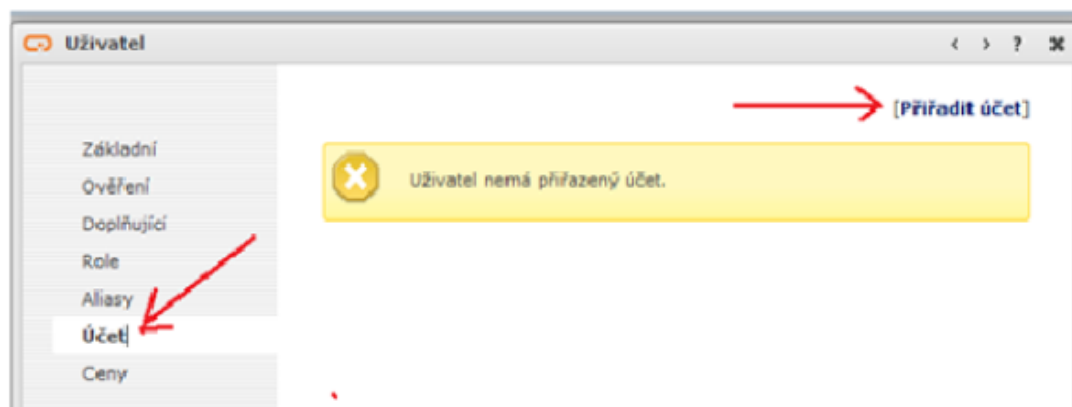 Uživatel
[Přiřadit účet]
Základní
Ověření
Doplňující
Role
Aliasy
Účet
Ceny
Uživatel nemá přiřazený účet.